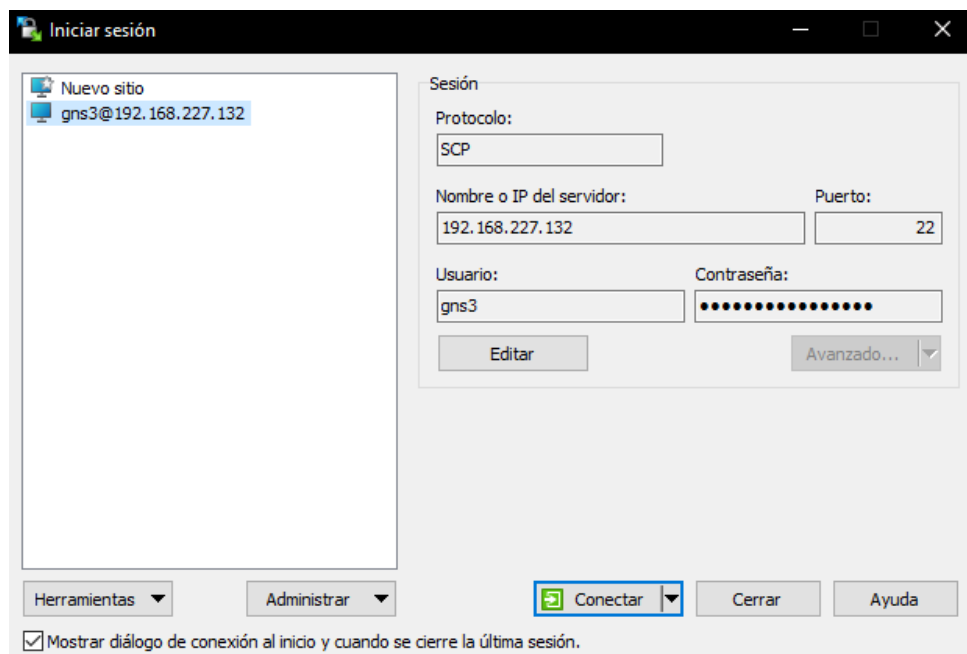 Iniciar sesión
Nuevo sitio
gns3@192.168.227.132
Sesión
Protocolo:
SCP
Nombre o IP del servidor: Puerto:
192.168.227.132 22
Usuario: Contraseña:
gns3 ••••••••••••••••
Editar Avanzado...
Herramientas Administrar Conectar Cerrar Ayuda
Mostrar diálogo de conexión al inicio y cuando se cierre la última sesión.